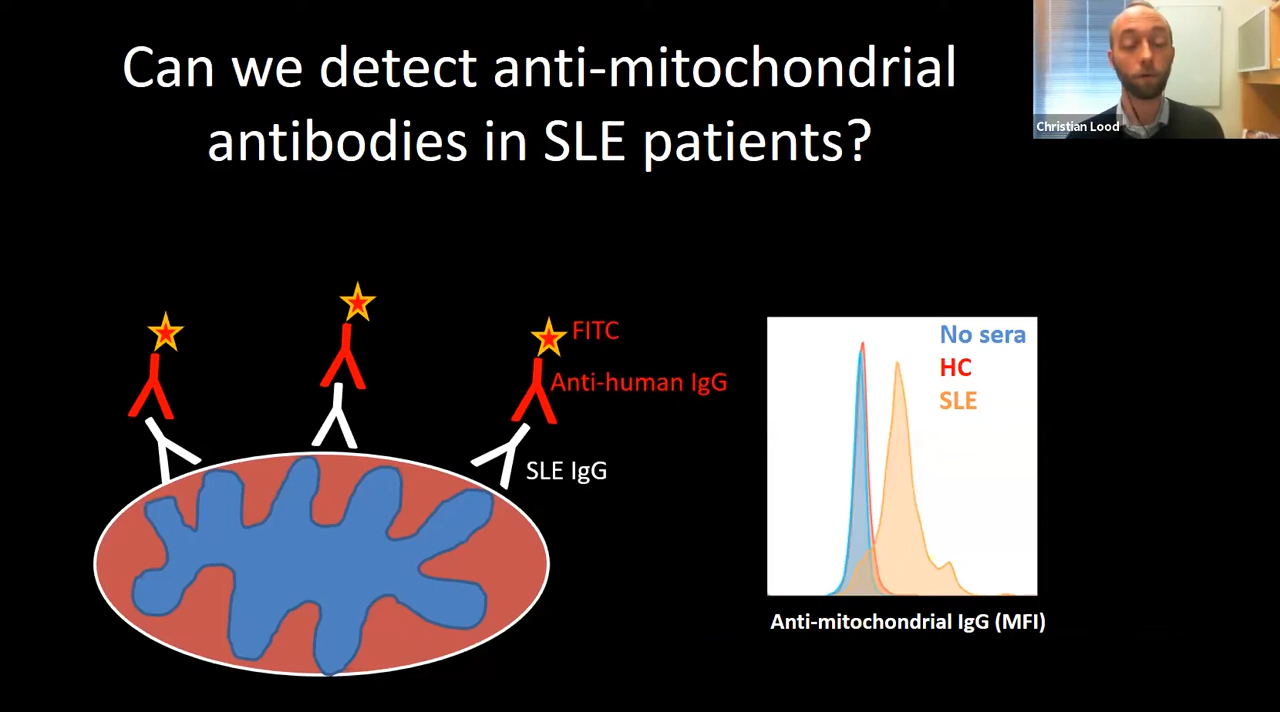 Can we detect anti-mitochondrial
antibodies in SLE patients?
Christian Lood
FITC
Anti-human IgG
SLE IgG
No sera
HC
SLE
Anti-mitochondrial IgG (MFI)